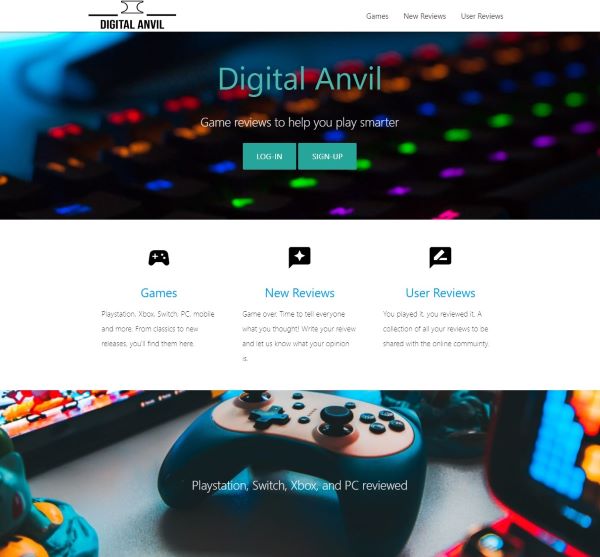 DIGITAL ANVIL
Games New Reviews User Reviews
Digital Anvil
Game reviews to help you play smarter
LOG-IN SIGN-UP
Games
Playstation, Xbox, Switch, PC, mobile
and more. From classics to new
releases, you'll find them here.
New Reviews
Game over. Time to tell everyone
what you thought! Write your reivew
and let us know what your opinion
is.
User Reviews
You played it, you reviewed it. A
collection of all your reviews to be
shared with the online community.
Playstation, Switch, Xbox, and PC reviewed